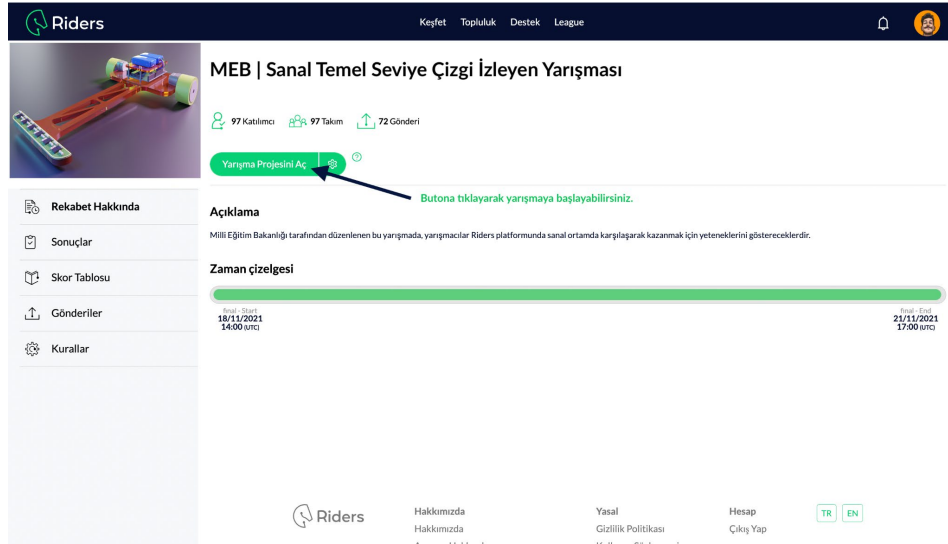 Riders
Keşfet Topluluk Destek League
MEB | Sanal Temel Seviye Çizgi İzleyen Yarışması
97 Katılımcı 97 Takım 72 Gönderi
Yarışma Projesini Aç
Butona tıklayarak yarışmaya başlayabilirsiniz.
Rekabet Hakkında
Sonuçlar
Skor Tablosu
Gönderiler
Kurallar
Açıklama
Milli Eğitim Bakanlığı tarafından düzenlenen bu yarışmada, yarışmacılar Riders platformunda sanal ortamda karşılaşarak kazanmak için yeteneklerini göstereceklerdir.
Zaman çizelgesi
final - Start
18/11/2021
14:00 (UTC)
final - End
21/11/2021
17:00 (UTC)
Riders
Hakkımızda
Hakkımızda
Yasal
Gizlilik Politikası
Hesap
Çıkış Yap
TR EN